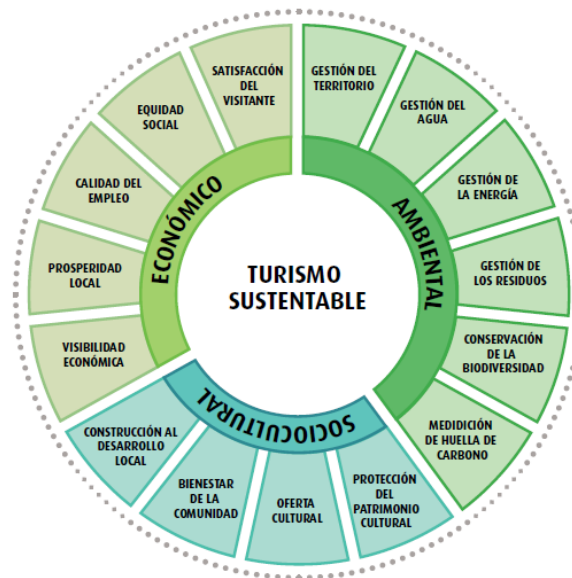 TURISMO
SUSTENTABLE
AMBIENTAL
GESTIÓN DEL
TERRITORIO
GESTIÓN DEL
AGUA
GESTIÓN DE
LA ENERGÍA
GESTIÓN DE
LOS RESIDUOS
CONSERVACIÓN
DE LA
BIODIVERSIDAD
MEDIDICIÓN
DE HUELLA DE
CARBONO
SOCIOCULTURAL
PROTECCIÓN
DEL
PATRIMONIO
CULTURAL
OFERTA
CULTURAL
BIENESTAR
DE LA
COMUNIDAD
CONSTRUCCIÓN AL
DESARROLLO
LOCAL
ECONÓMICO
VISIBILIDAD
ECONÓMICA
PROSPERIDAD
LOCAL
CALIDAD DEL
EMPLEO
EQUIDAD
SOCIAL
SATISFACCIÓN
DEL
VISITANTE